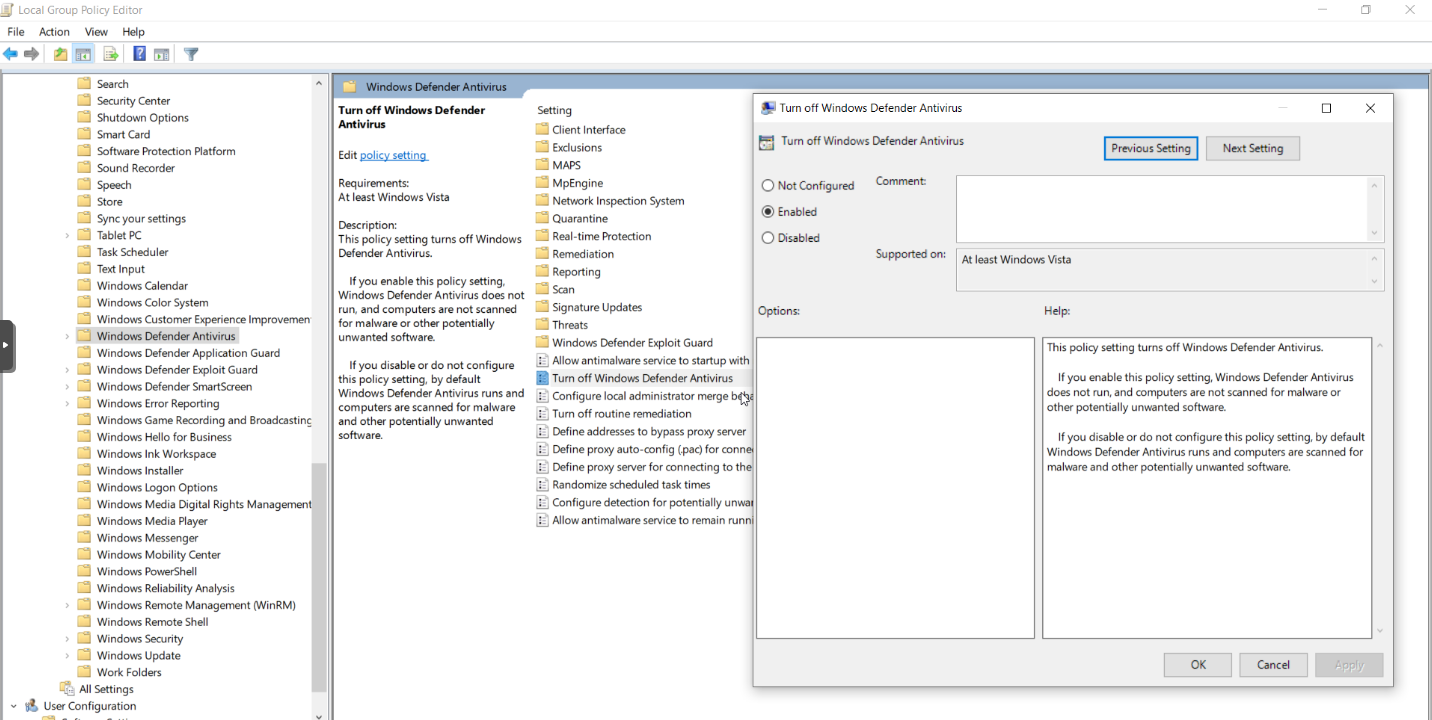 Local Group Policy Editor
File Action View Help
Search
Security Center
Shutdown Options
Smart Card
Software Protection Platform
Sound Recorder
Speech
Store
Sync your settings
Tablet PC
Task Scheduler
Text Input
Windows Calendar
Windows Color System
Windows Customer Experience Improvemen
Windows Defender Antivirus
Windows Defender Application Guard
Windows Defender Exploit Guard
Windows Defender SmartScreen
Windows Error Reporting
Windows Game Recording and Broadcasting
Windows Hello for Business
Windows Ink Workspace
Windows Installer
Windows Logon Options
Windows Media Digital Rights Management
Windows Media Player
Windows Messenger
Windows Mobility Center
Windows PowerShell
Windows Reliability Analysis
Windows Remote Management (WinRM)
Windows Remote Shell
Windows Security
Windows Update
Work Folders
All Settings
User Configuration
Windows Defender Antivirus
Turn off Windows Defender
Antivirus
Edit policy setting
Requirements:
At least Windows Vista
Description:
This policy setting turns off Windows
Defender Antivirus.
If you enable this policy setting,
Windows Defender Antivirus does not
run, and computers are not scanned
for malware or other potentially
unwanted software.
If you disable or do not configure
this policy setting, by default
Windows Defender Antivirus runs and
computers are scanned for malware
and other potentially unwanted
software.
Setting
Client Interface
Exclusions
MAPS
MpEngine
Network Inspection System
Quarantine
Real-time Protection
Remediation
Reporting
Scan
Signature Updates
Threats
Windows Defender Exploit Guard
Allow antimalware service to startup with
Turn off Windows Defender Antivirus
Configure local administrator merge beha
Turn off routine remediation
Define addresses to bypass proxy server
Define proxy auto-config (.pac) for conne
Define proxy server for connecting to the
Randomize scheduled task times
Configure detection for potentially unwa
Allow antimalware service to remain runni
Turn off Windows Defender Antivirus
Turn off Windows Defender Antivirus
Previous Setting
Next Setting
Not Configured
Enabled
Disabled
Comment:
Supported on:
At least Windows Vista
Options:
Help:
This policy setting turns off Windows Defender Antivirus.
If you enable this policy setting, Windows Defender Antivirus
does not run, and computers are not scanned for malware or
other potentially unwanted software.
If you disable or do not configure this policy setting, by default
Windows Defender Antivirus runs and computers are scanned for
malware and other potentially unwanted software.
OK
Cancel
Apply